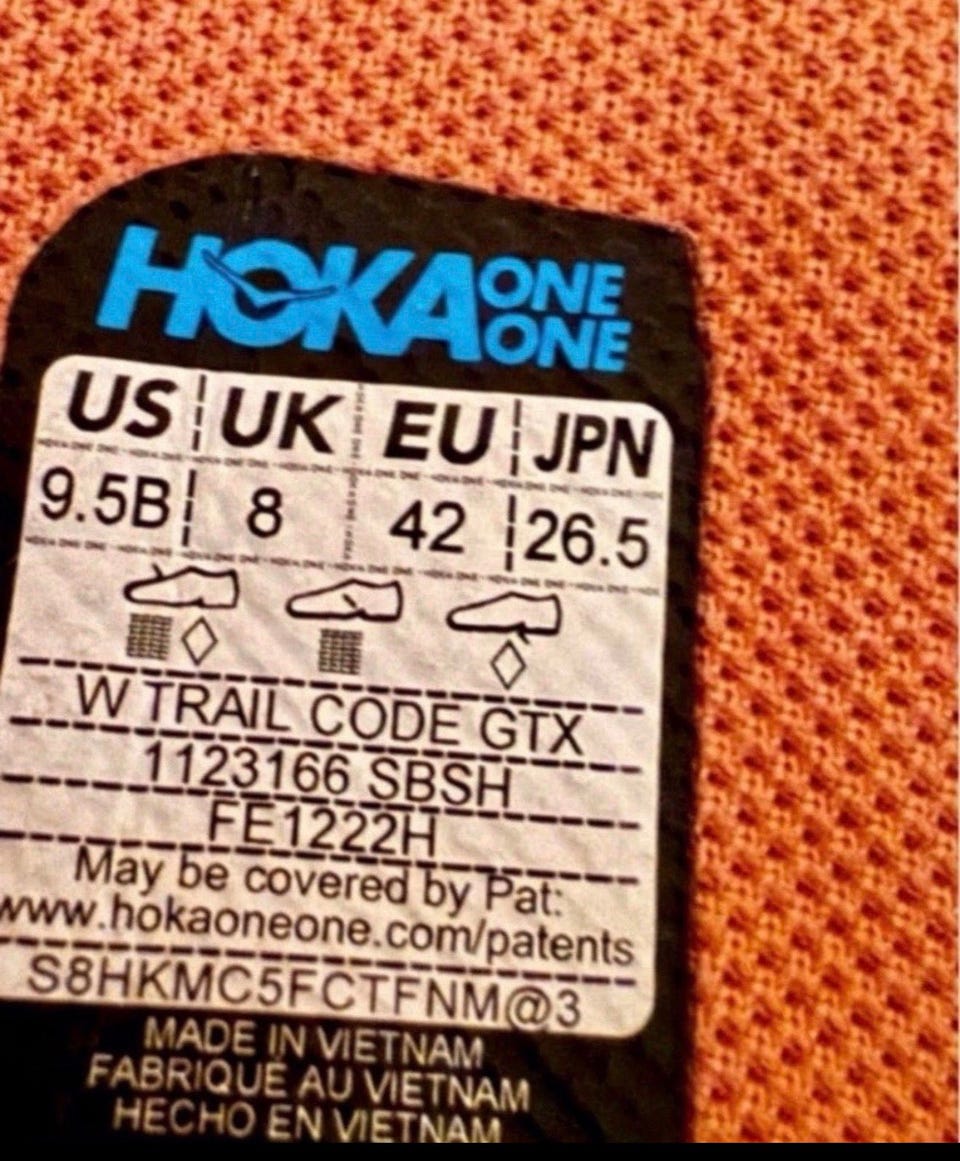 HOKA ONE ONE
US UK EU JPN
9.5B 8 42 26.5
W TRAIL CODE GTX
1123166 SBSH
FE1222H
May be covered by Pat:
www.hokaoneone.com/patents
S8HKMC5FCTFNM@3
MADE IN VIETNAM
FABRIQUÉ AU VIETNAM
HECHO EN VIETNAM